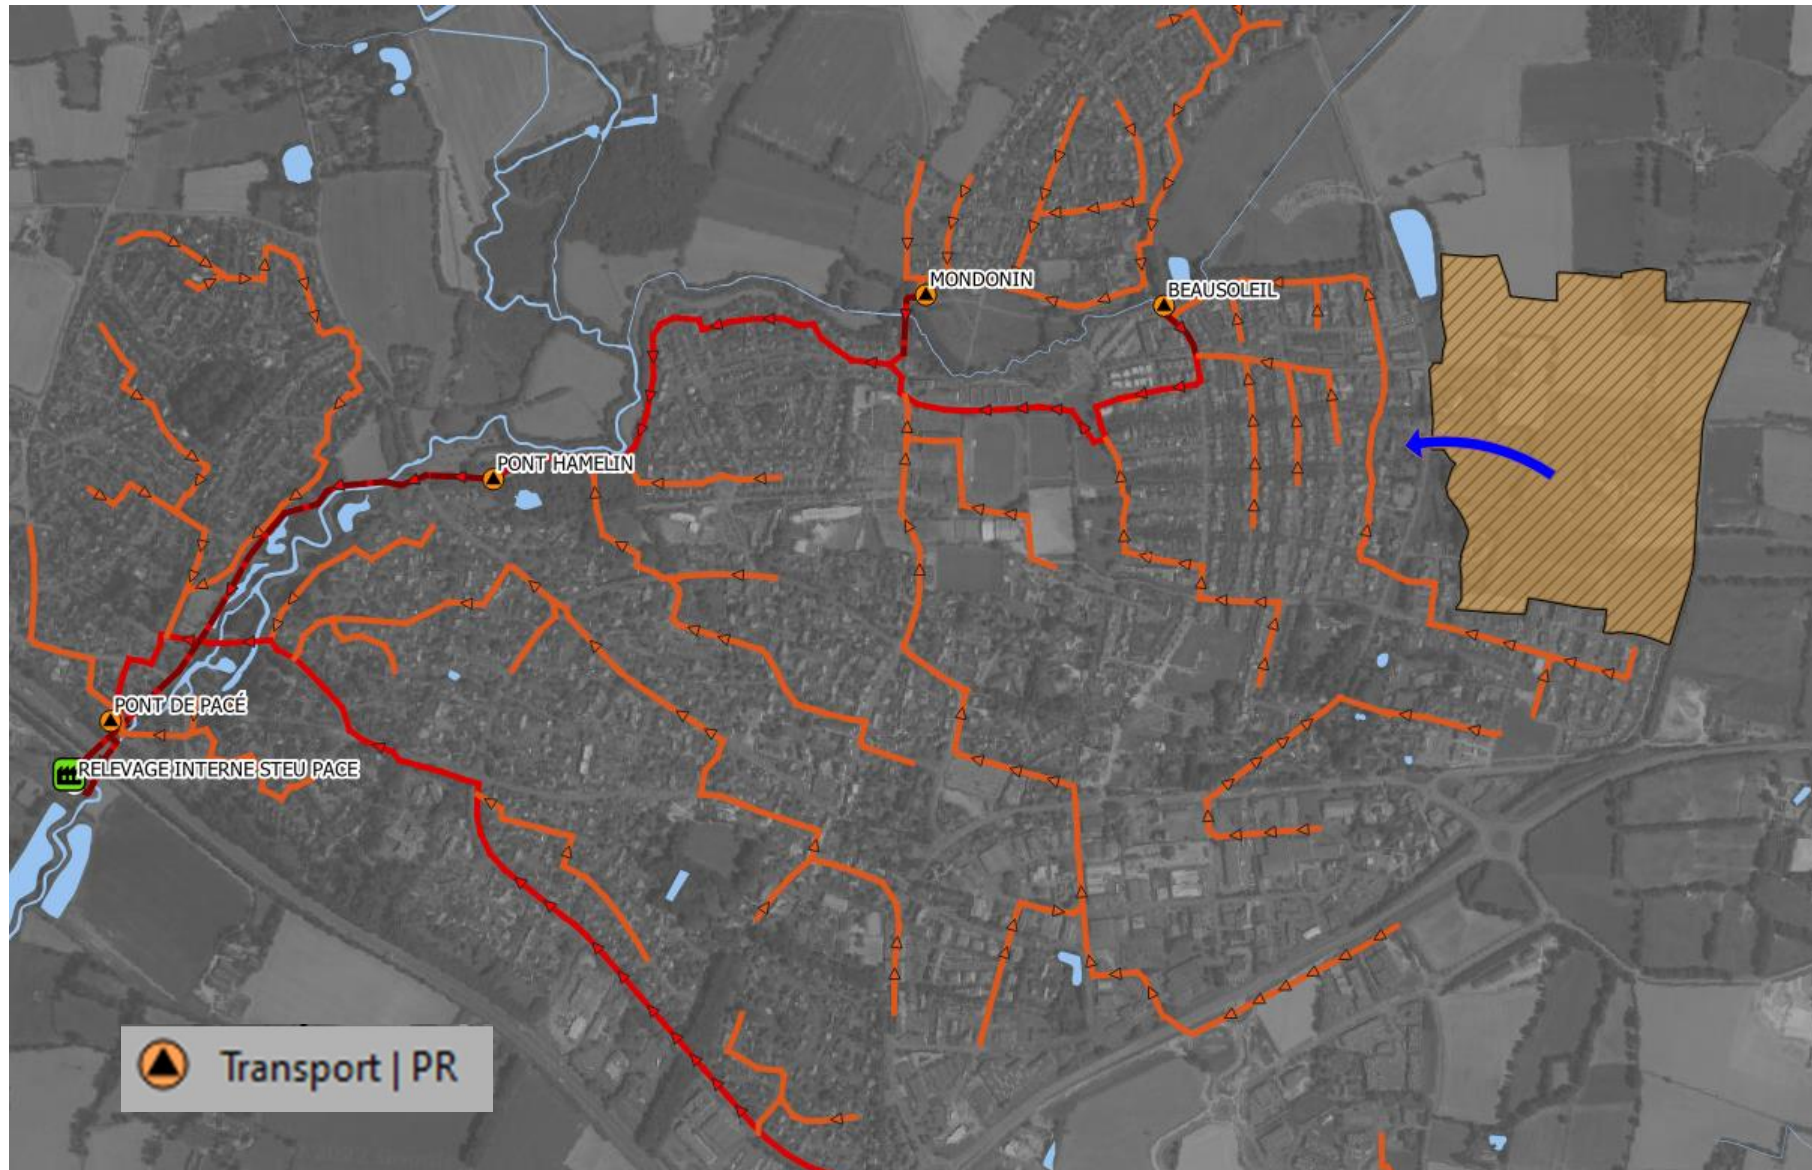 MONDONIN
BEAUSOLEIL
PONT HAMELIN
PONT DE PACÉ
RELEVAGE INTERNE STEU PACE
Transport | PR